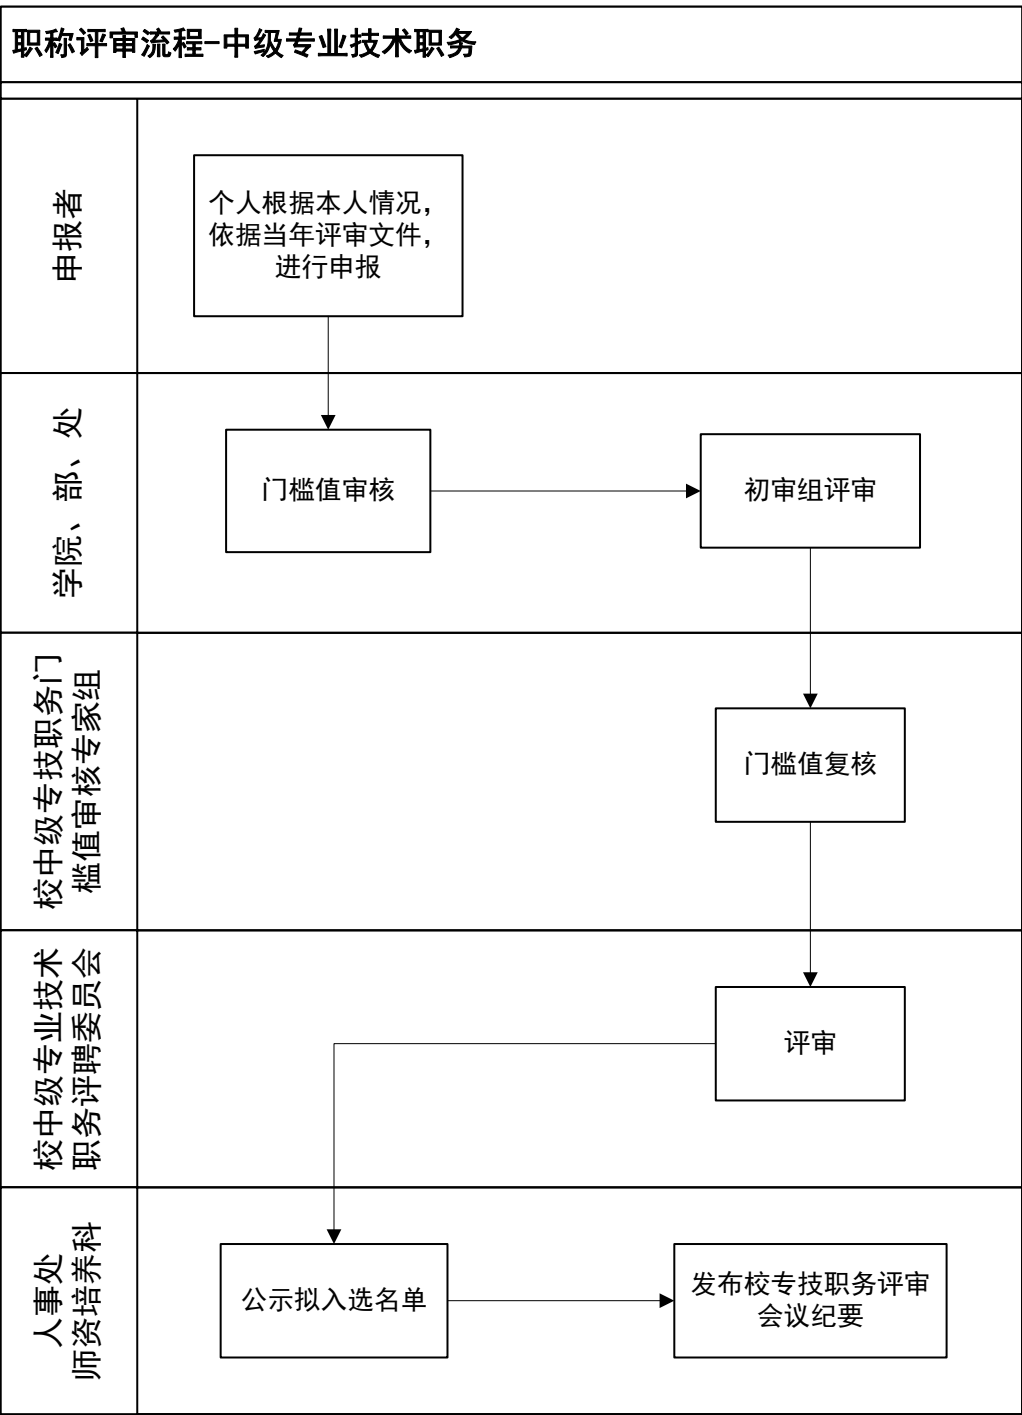 职称评审流程-中级专业技术职务
申报者
个人根据本人情况，
依据当年评审文件，
进行申报
学院、部、处
门槛值审核
初审组评审
校中级专技职务门
槛值审核专家组
门槛值复核
校中级专业技术
职务评聘委员会
评审
人事处
师资培养科
公示拟入选名单
发布校专技职务评审
会议纪要